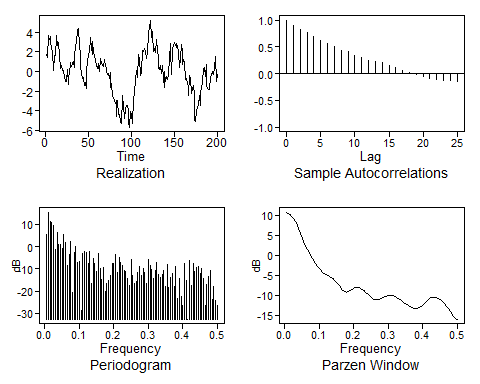 4
2
0
-2
-4
-6
0 50 100 150 200
Time
Realization
1.0
0.5
0.0
-0.5
-1.0
0 5 10 15 20 25
Lag
Sample Autocorrelations
10
0
-10
-20
-30
dB
0.0 0.1 0.2 0.3 0.4 0.5
Frequency
Periodogram
10
5
0
-5
-10
-15
dB
0.0 0.1 0.2 0.3 0.4 0.5
Frequency
Parzen Window